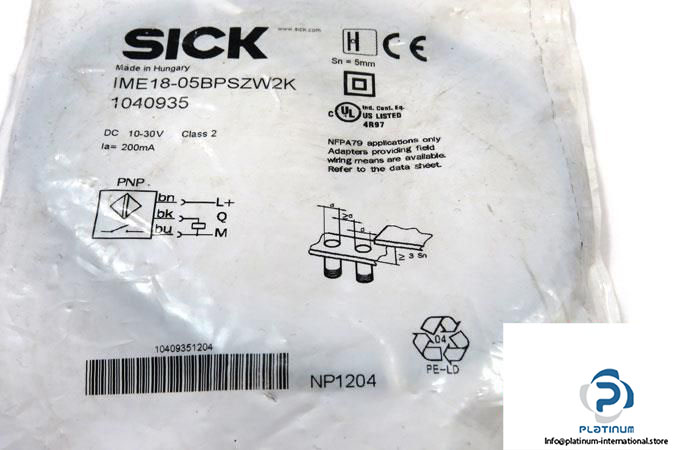 SICK
www.sick.com
Made in Hungary
IME18-05BPSZW2K
1040935
DC 10-30V Class 2
Ia= 200mA
H CE
Sn = 5mm
c UL US LISTED
Ind. Cont. Eq.
4R97
NFPA79 applications only
Adapters providing field
wiring means are available.
Refer to the data sheet.
PNP
bn L+
bk Q
bu M
d
≥d
d
≥ 3 Sn
10409351204
NP1204
04
PE-LD
P
PLATINUM
Info@platinum-international.store